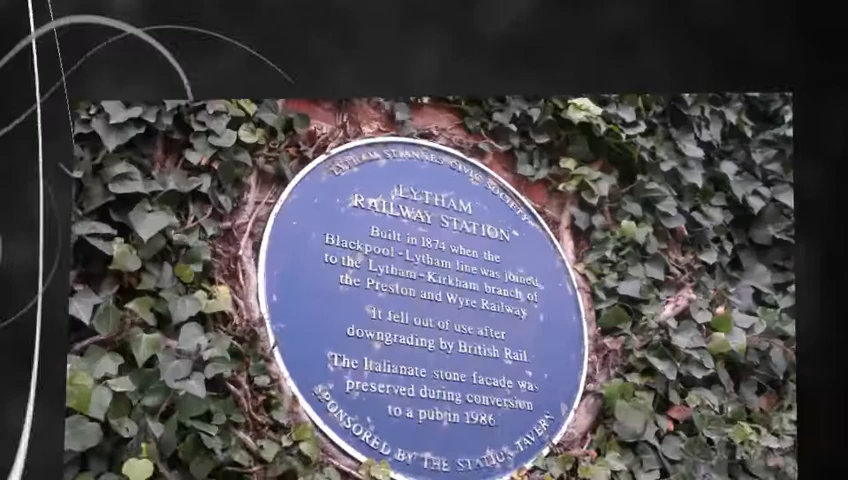 LYTHAM ST. ANNES CIVIC SOCIETY
LYTHAM
RAILWAY STATION
Built in 1874 when the
Blackpool - Lytham line was joined
to the Lytham - Kirkham branch of
the Preston and Wyre Railway.
It fell out of use after
downgrading by British Rail.
The Italianate stone facade was
preserved during conversion
to a pub in 1986
SPONSORED BY THE STATION TAVERN